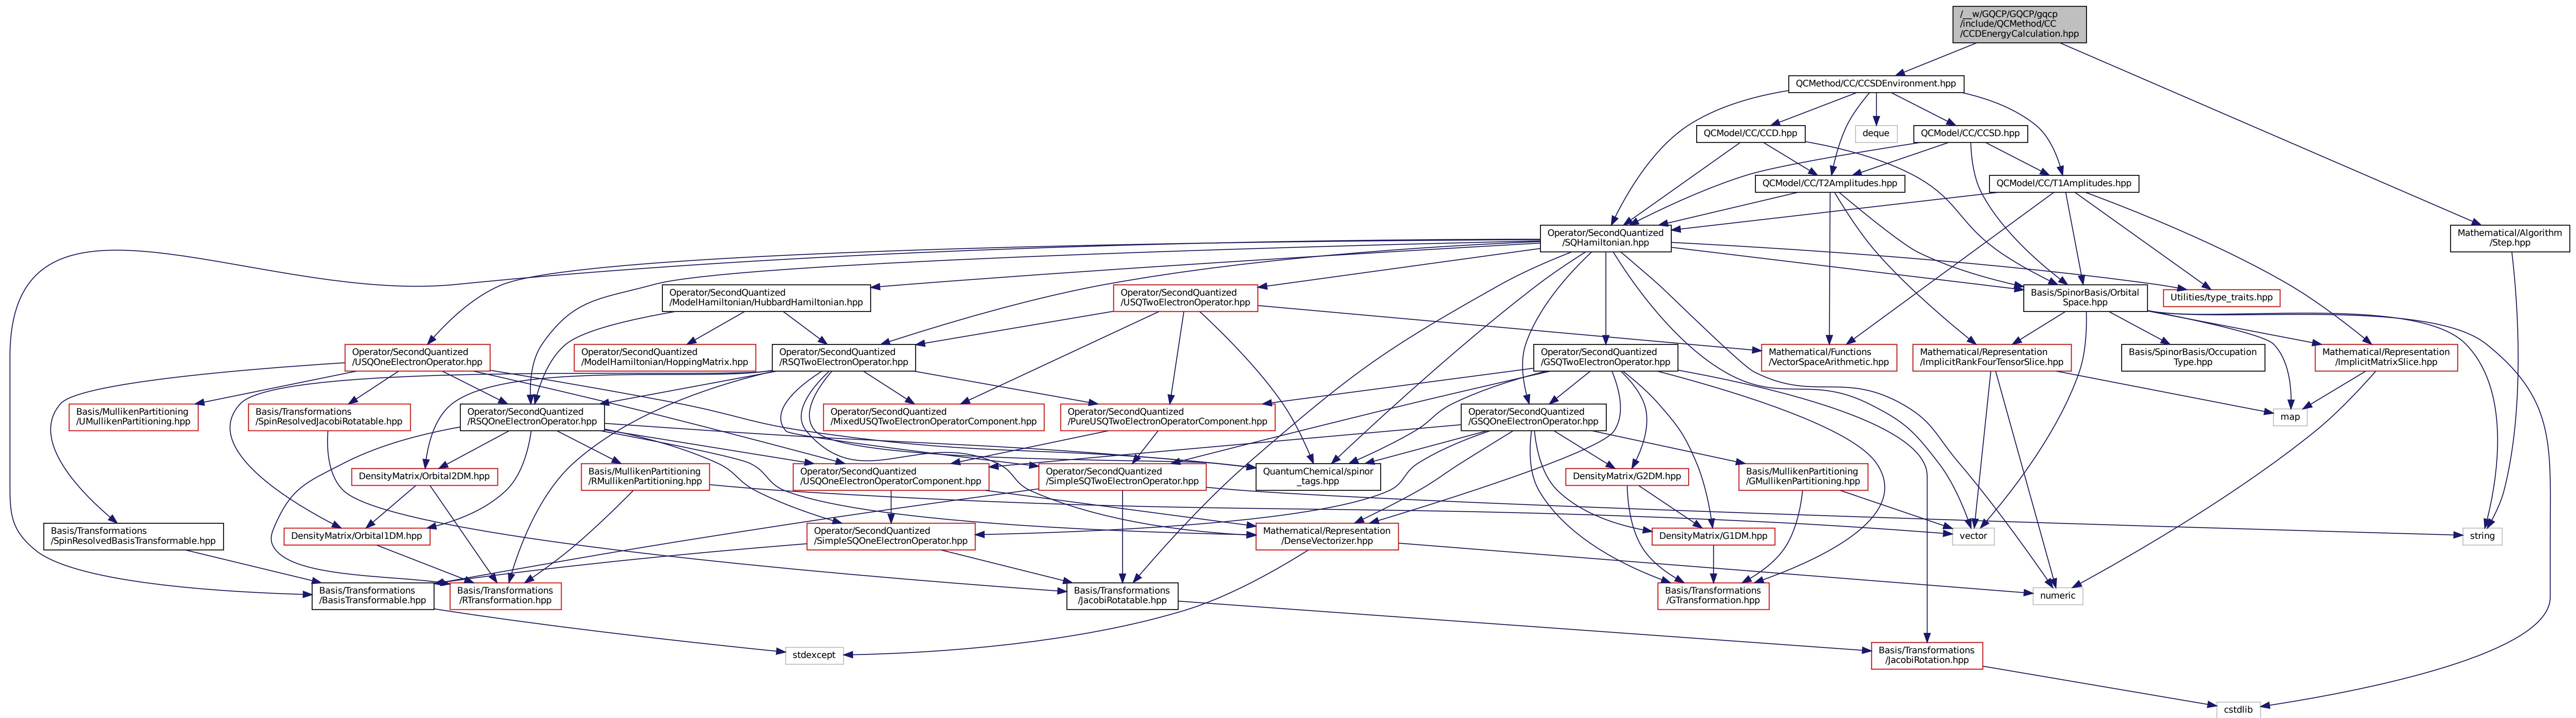 /__w/GQCP/GQCP/gqcp
/include/QCMethod/CC
/CCDEnergyCalculation.hpp
QCMethod/CC/CCSDEnvironment.hpp
QCModel/CC/CCD.hpp
deque
QCModel/CC/CCSD.hpp
QCModel/CC/T2Amplitudes.hpp
QCModel/CC/T1Amplitudes.hpp
Operator/SecondQuantized
/SQHamiltonian.hpp
Mathematical/Algorithm
/Step.hpp
Operator/SecondQuantized
/ModelHamiltonian/HubbardHamiltonian.hpp
Operator/SecondQuantized
/USQTwoElectronOperator.hpp
Basis/SpinorBasis/Orbital
Space.hpp
Utilities/type_traits.hpp
Operator/SecondQuantized
/USQOneElectronOperator.hpp
Operator/SecondQuantized
/ModelHamiltonian/HoppingMatrix.hpp
Operator/SecondQuantized
/RSQTwoElectronOperator.hpp
Mathematical/Functions
/VectorSpaceArithmetic.hpp
Operator/SecondQuantized
/GSQTwoElectronOperator.hpp
Mathematical/Representation
/ImplicitRankFourTensorSlice.hpp
Basis/SpinorBasis/Occupation
Type.hpp
Mathematical/Representation
/ImplicitMatrixSlice.hpp
Basis/MullikenPartitioning
/UMullikenPartitioning.hpp
Basis/Transformations
/SpinResolvedJacobiRotatable.hpp
Operator/SecondQuantized
/RSQOneElectronOperator.hpp
Operator/SecondQuantized
/MixedUSQTwoElectronOperatorComponent.hpp
Operator/SecondQuantized
/PureUSQTwoElectronOperatorComponent.hpp
Operator/SecondQuantized
/GSQOneElectronOperator.hpp
map
DensityMatrix/Orbital2DM.hpp
Basis/MullikenPartitioning
/RMullikenPartitioning.hpp
Operator/SecondQuantized
/USQOneElectronOperatorComponent.hpp
Operator/SecondQuantized
/SimpleSQTwoElectronOperator.hpp
QuantumChemical/spinor
_tags.hpp
DensityMatrix/G2DM.hpp
Basis/MullikenPartitioning
/GMullikenPartitioning.hpp
Basis/Transformations
/SpinResolvedBasisTransformable.hpp
DensityMatrix/Orbital1DM.hpp
Operator/SecondQuantized
/SimpleSQOneElectronOperator.hpp
Mathematical/Representation
/DenseVectorizer.hpp
DensityMatrix/G1DM.hpp
vector
string
Basis/Transformations
/BasisTransformable.hpp
Basis/Transformations
/RTransformation.hpp
Basis/Transformations
/JacobiRotatable.hpp
Basis/Transformations
/GTransformation.hpp
numeric
stdexcept
Basis/Transformations
/JacobiRotation.hpp
cstdlib